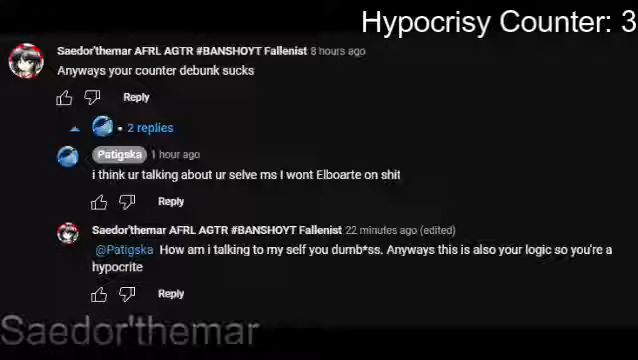 Hypocrisy Counter: 3
Saedor'themar AFRL AGTR #BANSHOYT Fallenist 8 hours ago
Anyways your counter debunk sucks
Reply
• 2 replies
Patigska 1 hour ago
i think ur talking about ur selve ms I wont Elboarte on shit
Reply
Saedor'themar AFRL AGTR #BANSHOYT Fallenist 22 minutes ago (edited)
@Patigska How am i talking to my self you dumb*ss. Anyways this is also your logic so you're a
hypocrite
Reply
Saedor'themar